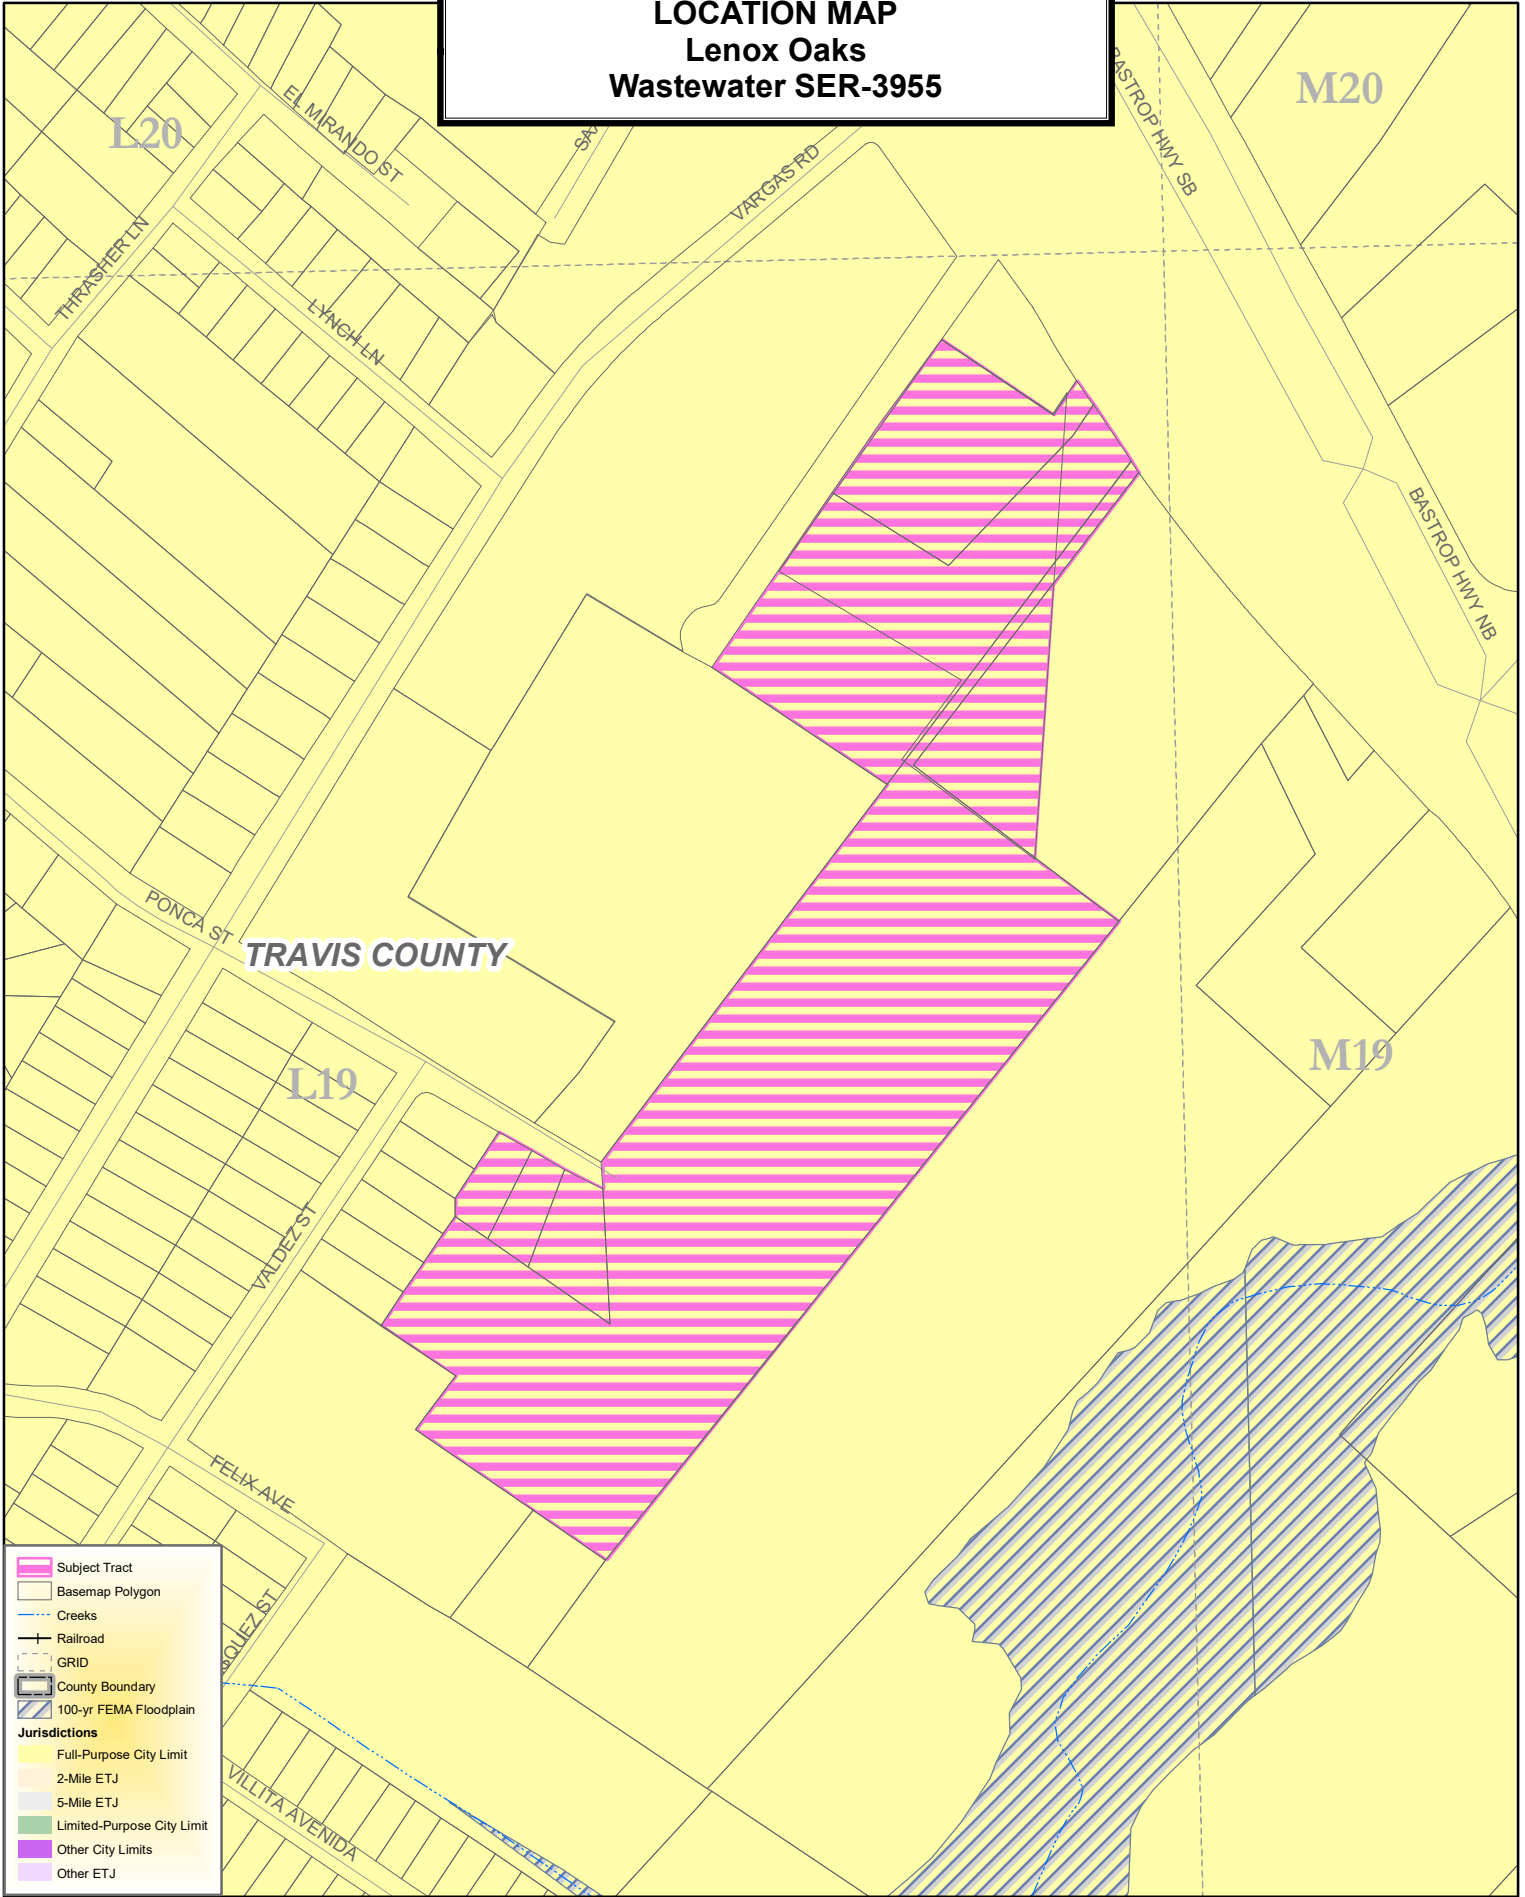 LOCATION MAP
Lenox Oaks
Wastewater SER-3955
M20
L20
EL MIRANDO ST
VARGAS RD
BASTROP HWY SB
THRASHER LN
LYNCH LN
BASTROP HWY NB
PONCA ST
TRAVIS COUNTY
L19
M19
VALDEZ ST
FELIX AVE
VILLITA AVENIDA
Subject Tract
Basemap Polygon
Creeks
Railroad
GRID
County Boundary
100-yr FEMA Floodplain
Jurisdictions
Full-Purpose City Limit
2-Mile ETJ
5-Mile ETJ
Limited-Purpose City Limit
Other City Limits
Other ETJ